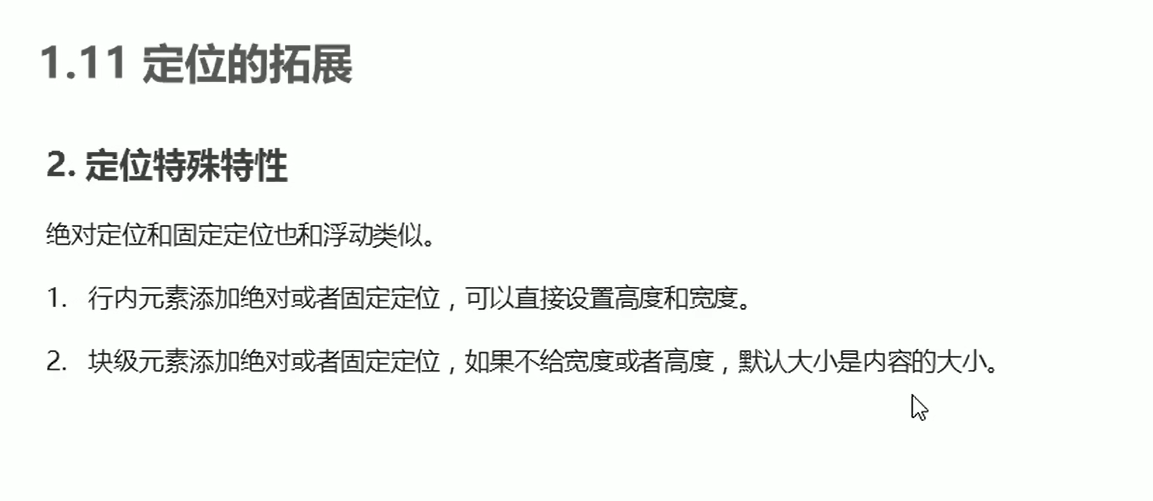 1.11 定位的拓展
2. 定位特殊特性
绝对定位和固定定位也和浮动类似。
1. 行内元素添加绝对或者固定定位，可以直接设置高度和宽度。
2. 块级元素添加绝对或者固定定位，如果不给宽度或者高度，默认大小是内容的大小。